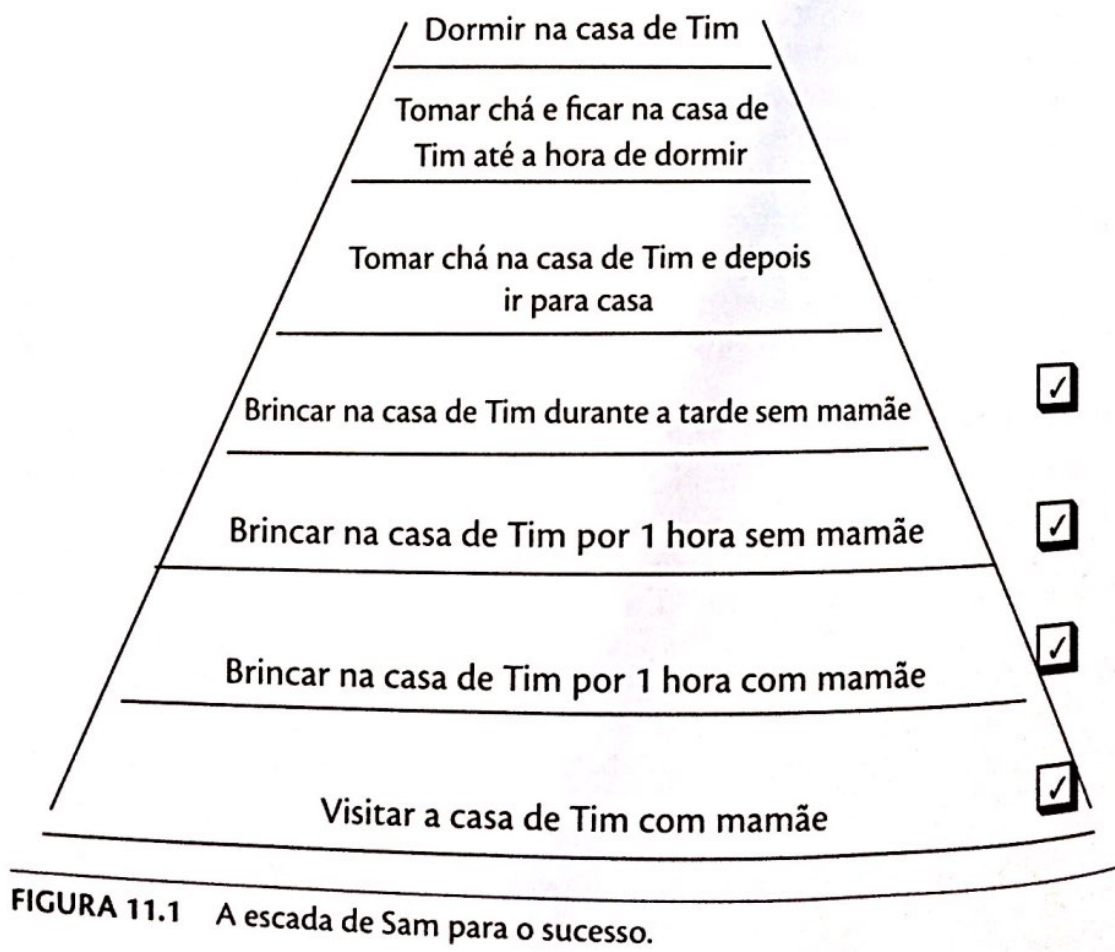 Dormir na casa de Tim
Tomar chá e ficar na casa de
Tim até a hora de dormir
Tomar chá na casa de Tim e depois
ir para casa
Brincar na casa de Tim durante a tarde sem mamãe
Brincar na casa de Tim por 1 hora sem mamãe
Brincar na casa de Tim por 1 hora com mamãe
Visitar a casa de Tim com mamãe
FIGURA 11.1 A escada de Sam para o sucesso.